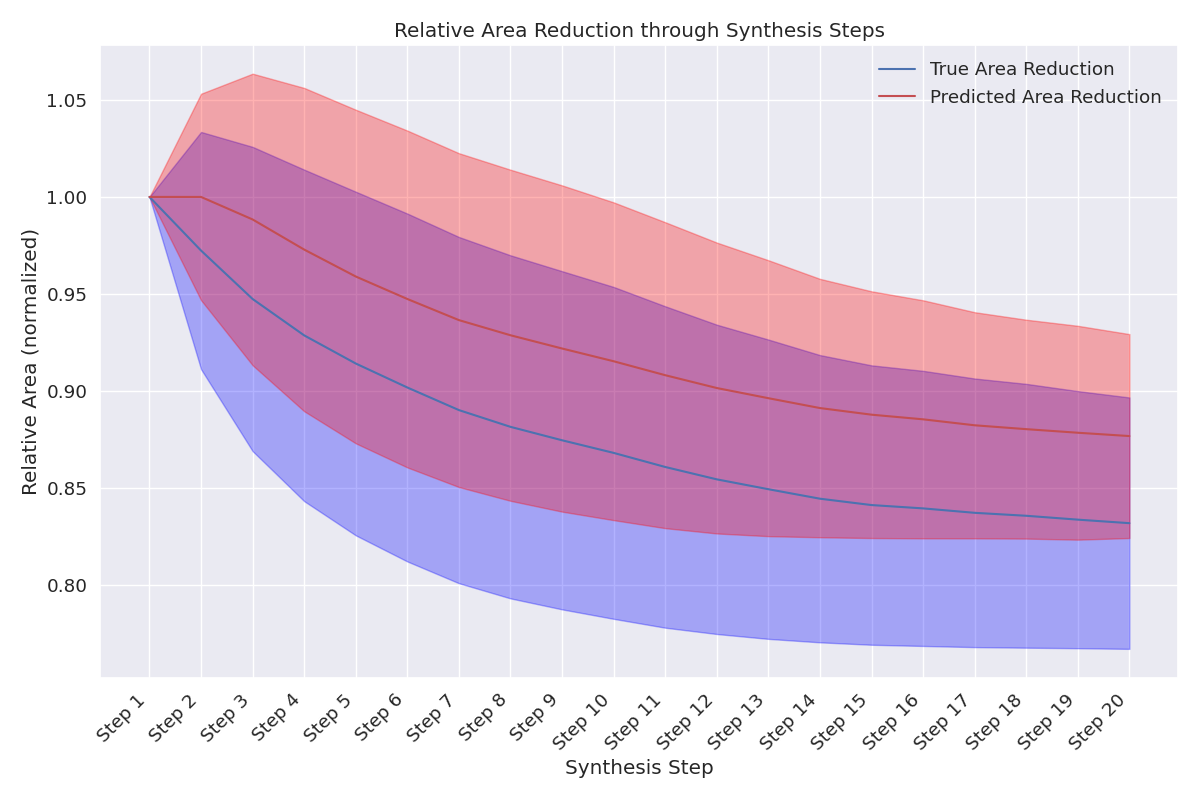 Relative Area Reduction through Synthesis Steps
True Area Reduction
Predicted Area Reduction
Relative Area (normalized)
1.05
1.00
0.95
0.90
0.85
0.80
Step 1
Step 2
Step 3
Step 4
Step 5
Step 6
Step 7
Step 8
Step 9
Step 10
Step 11
Step 12
Step 13
Step 14
Step 15
Step 16
Step 17
Step 18
Step 19
Step 20
Synthesis Step